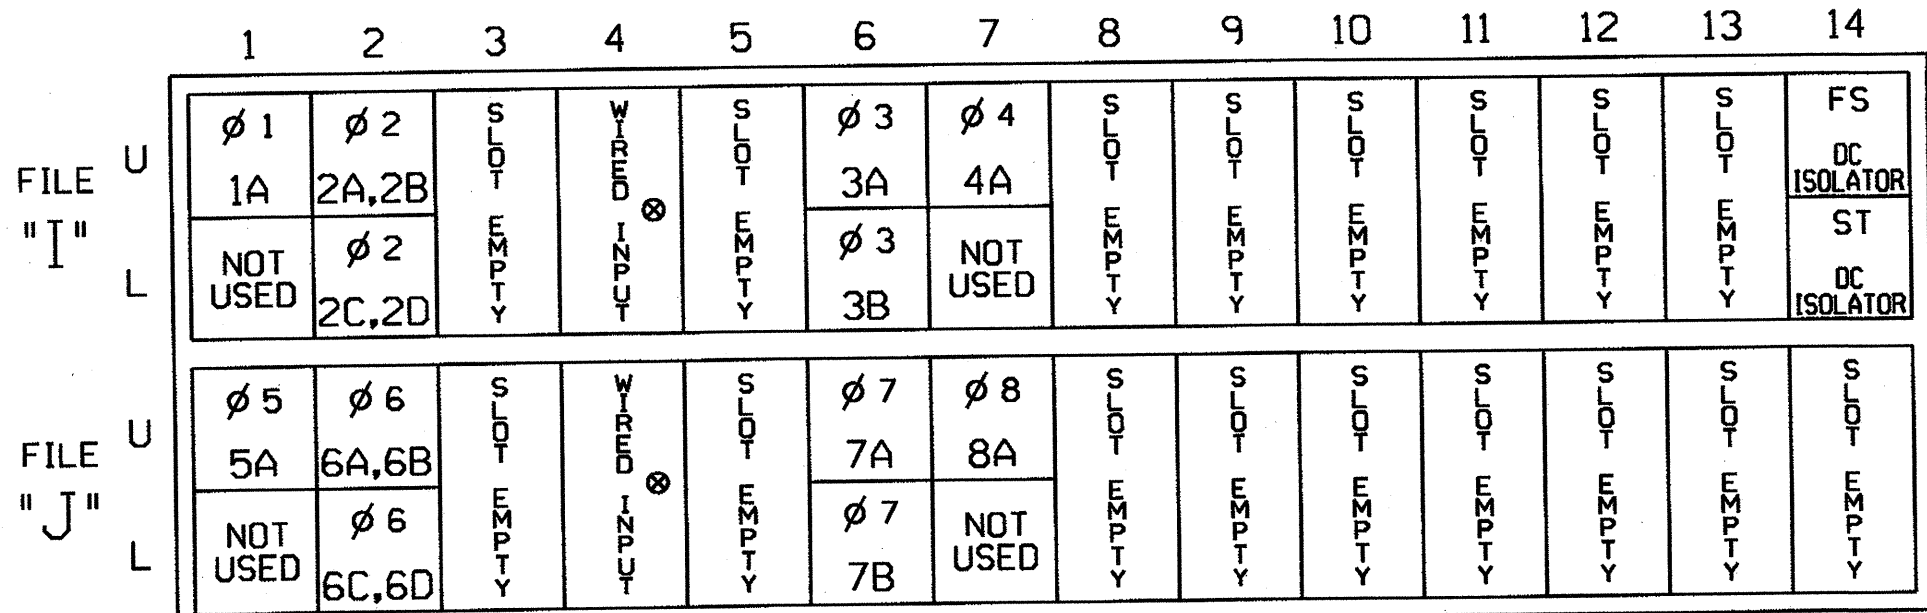 1 2 3 4 5 6 7 8 9 10 11 12 13 14
FILE "I"
U
L
ø 1 1A
NOT USED
ø 2 2A,2B
ø 2 2C,2D
SLOT EMPTY
WIRED INPUT
SLOT EMPTY
ø 3 3A
ø 3 3B
ø 4 4A
NOT USED
SLOT EMPTY
SLOT EMPTY
SLOT EMPTY
SLOT EMPTY
SLOT EMPTY
SLOT EMPTY
FS DC ISOLATOR
ST DC ISOLATOR
FILE "J"
U
L
ø 5 5A
NOT USED
ø 6 6A,6B
ø 6 6C,6D
SLOT EMPTY
WIRED INPUT
SLOT EMPTY
ø 7 7A
ø 7 7B
ø 8 8A
NOT USED
SLOT EMPTY
SLOT EMPTY
SLOT EMPTY
SLOT EMPTY
SLOT EMPTY
SLOT EMPTY
SLOT EMPTY